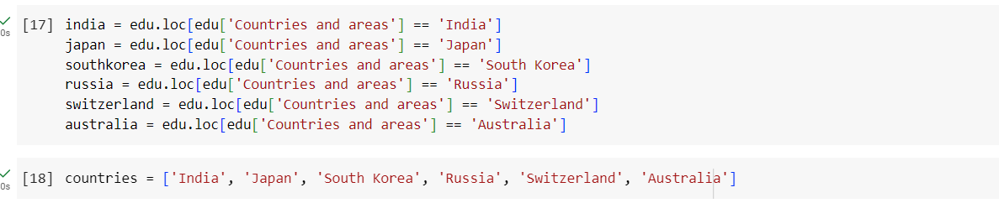 [17] india = edu.loc[edu['Countries and areas'] == 'India']
0s
japan = edu.loc[edu['Countries and areas'] == 'Japan']
southkorea = edu.loc[edu['Countries and areas'] == 'South Korea']
russia = edu.loc[edu['Countries and areas'] == 'Russia']
switzerland = edu.loc[edu['Countries and areas'] == 'Switzerland']
australia = edu.loc[edu['Countries and areas'] == 'Australia']
[18] countries = ['India', 'Japan', 'South Korea', 'Russia', 'Switzerland', 'Australia']
0s